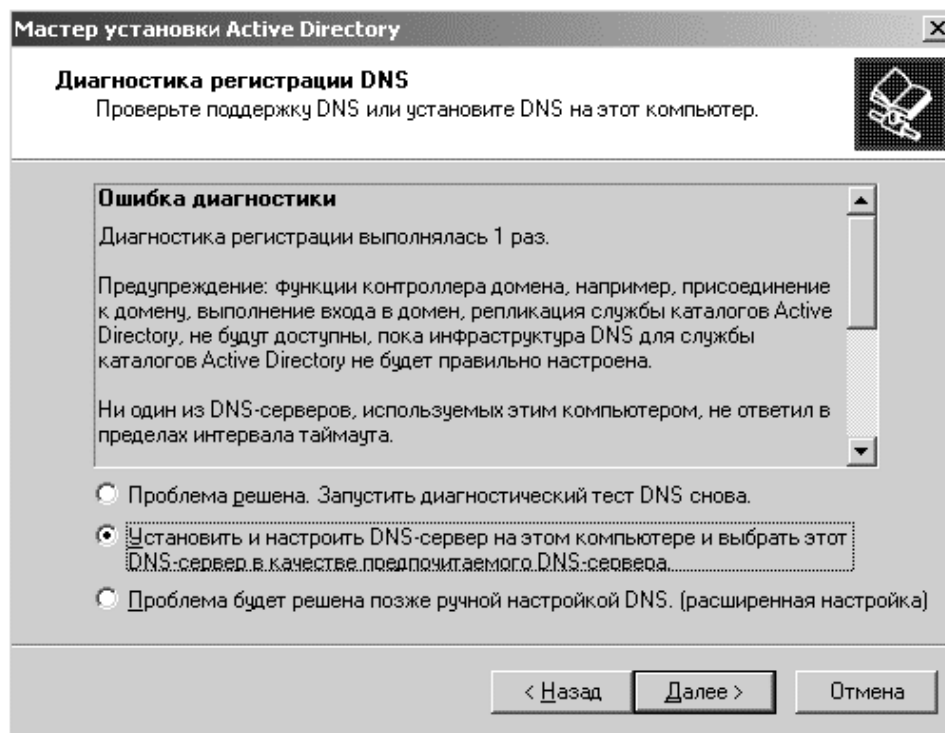 Мастер установки Active Directory
Диагностика регистрации DNS
Проверьте поддержку DNS или установите DNS на этот компьютер.
Ошибка диагностики
Диагностика регистрации выполнялась 1 раз.
Предупреждение: функции контроллера домена, например, присоединение
к домену, выполнение входа в домен, репликация службы каталогов Active
Directory, не будут доступны, пока инфраструктура DNS для службы
каталогов Active Directory не будет правильно настроена.
Ни один из DNS-серверов, используемых этим компьютером, не ответил в
пределах интервала таймаута.
Проблема решена. Запустить диагностический тест DNS снова.
Установить и настроить DNS-сервер на этом компьютере и выбрать этот
DNS-сервер в качестве предпочитаемого DNS-сервера.
Проблема будет решена позже ручной настройкой DNS. (расширенная настройка)
< Назад
Далее >
Отмена